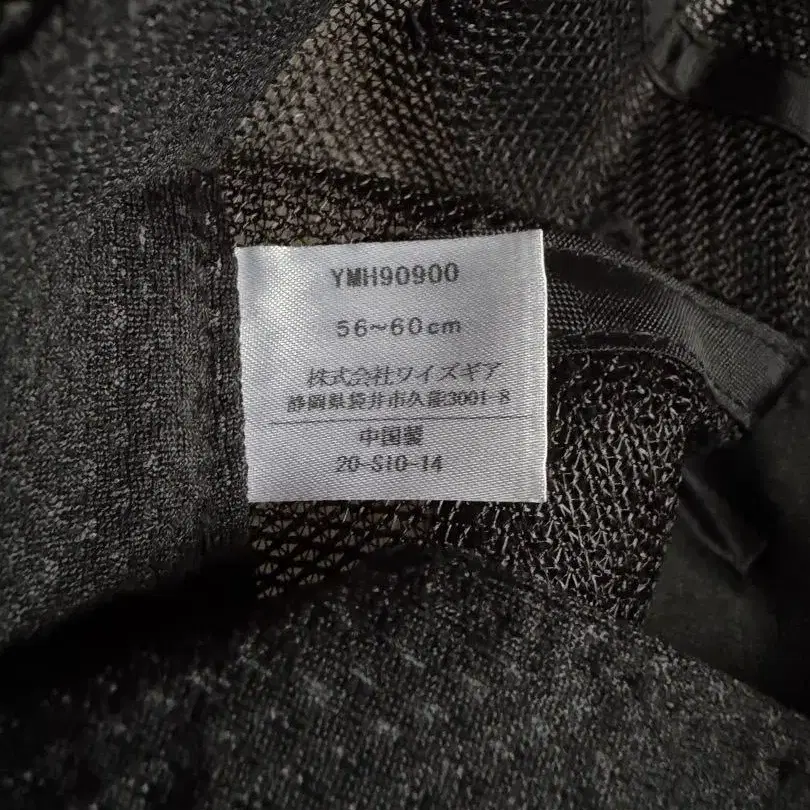 YMH90900
56~60cm
株式会社ワイズギア
静岡県袋井市久能3001-8
中国製
20-S10-14